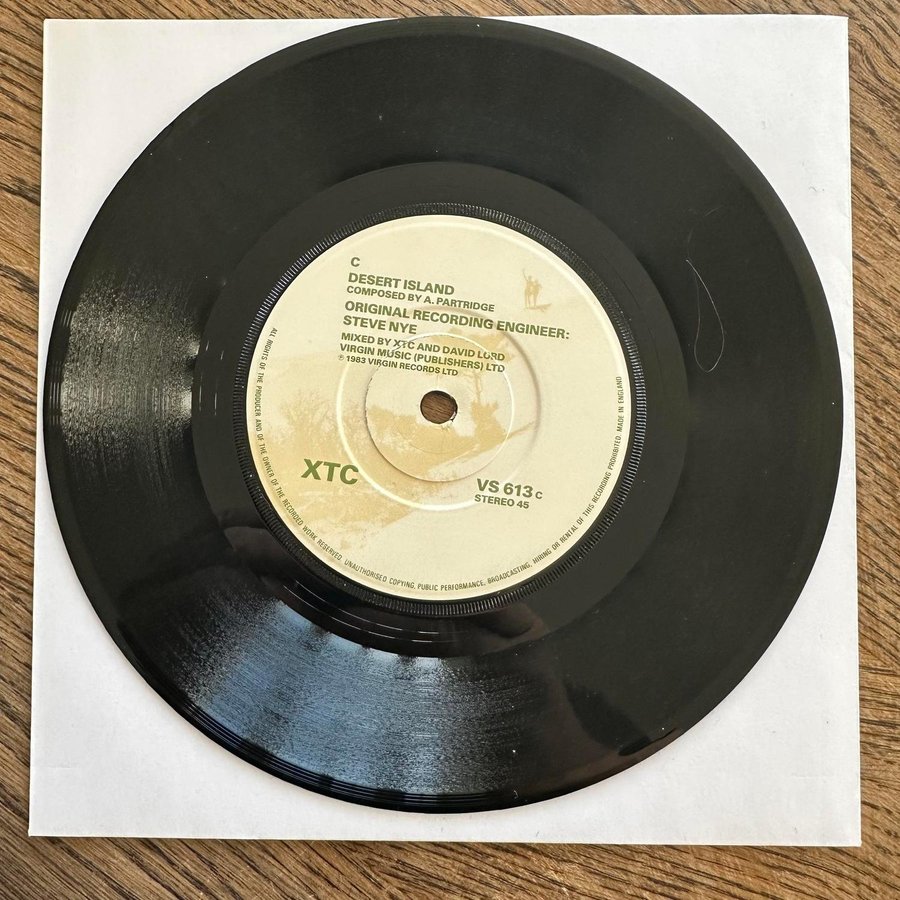 C
DESERT ISLAND
COMPOSED BY A. PARTRIDGE
ORIGINAL RECORDING ENGINEER:
STEVE NYE
MIXED BY XTC AND DAVID LORD
VIRGIN MUSIC (PUBLISHERS) LTD
℗ 1983 VIRGIN RECORDS LTD
XTC
VS 613 C
STEREO 45
ALL RIGHTS OF THE PRODUCER AND OF THE OWNER OF THE RECORDED WORK RESERVED. UNAUTHORISED COPYING, PUBLIC PERFORMANCE, BROADCASTING, HIRING OR RENTAL OF THIS RECORDING PROHIBITED. MADE IN ENGLAND